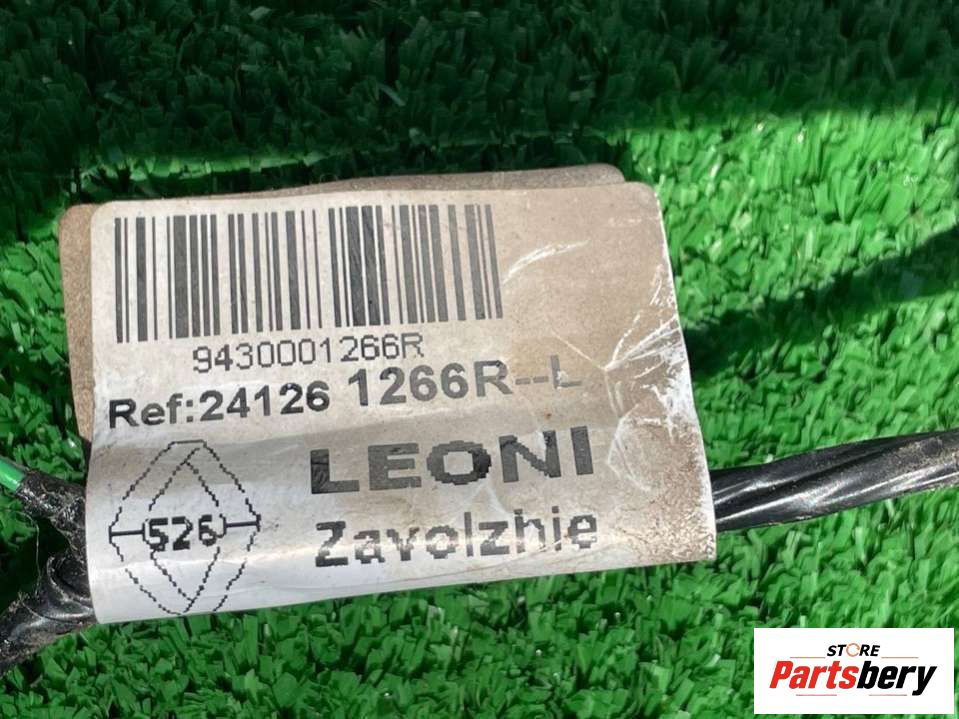 9430001266R
Ref:24126 1266R--L
LEONI
526
Zavolzhie
STORE
Partsbery